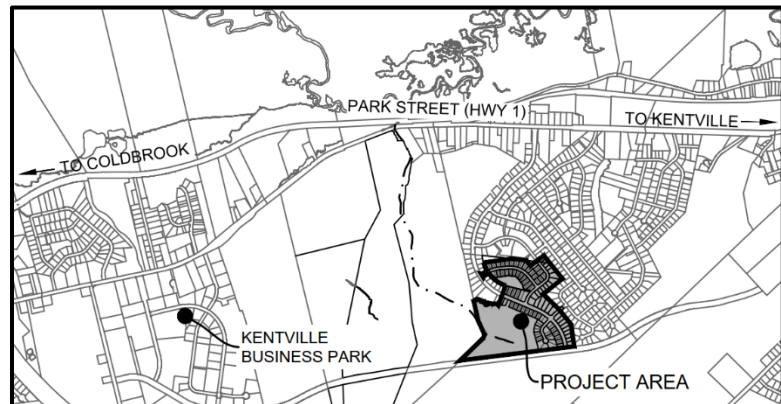 PARK STREET (HWY 1)
TO KENTVILLE
TO COLDBROOK
KENTVILLE
BUSINESS PARK
PROJECT AREA